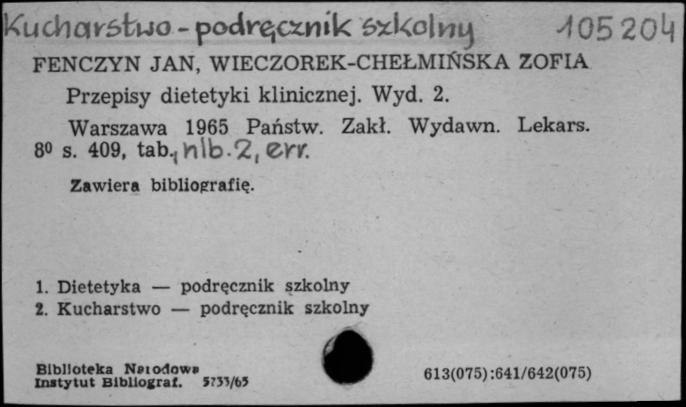 Kucharstwo - podręcznik szkolny 105204
FENCZYN JAN, WIECZOREK-CHEŁMIŃSKA ZOFIA
Przepisy dietetyki klinicznej. Wyd. 2.
Warszawa 1965 Państw. Zakł. Wydawn. Lekars.
8⁰ s. 409, tab., nlb. 2, err.
Zawiera bibliografię.
1. Dietetyka — podręcznik szkolny
2. Kucharstwo — podręcznik szkolny
Biblioteka Narodowa
Instytut Bibliograf. 5733/65
613(075):641/642(075)